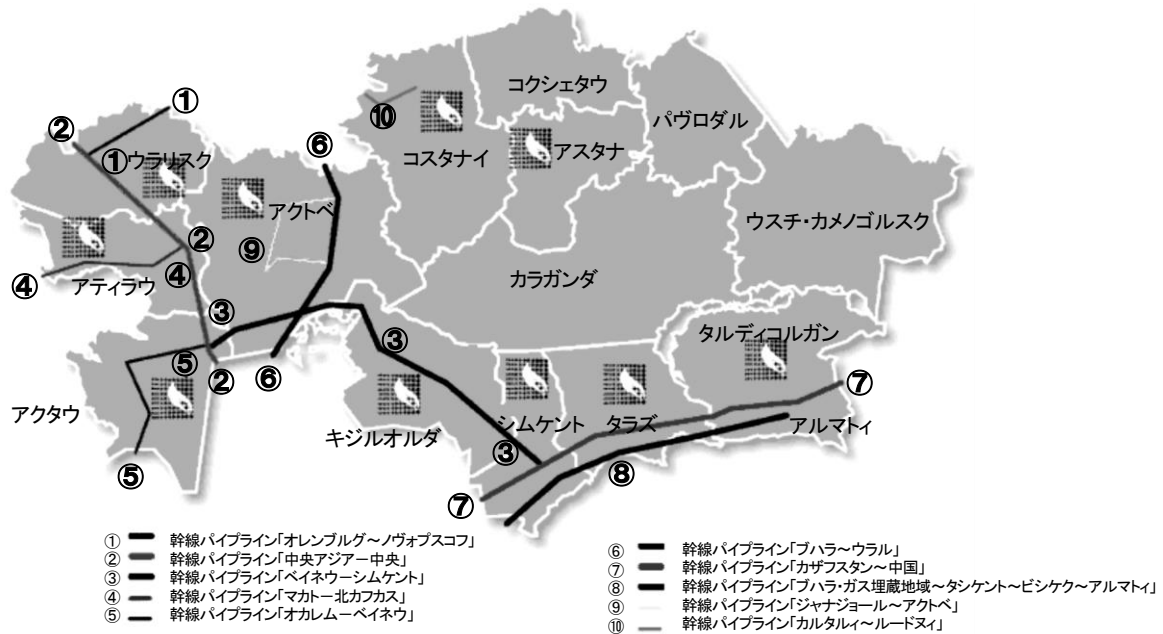 コクシェタウ
①
⑩
②
パヴロダル
①ウラリスク
⑥
コスタナイ
アスタナ
アクトベ
ウスチ・カメノゴルスク
②
⑨
④
カラガンダ
④
アティラウ
③
タルディコルガン
③
⑤
②
⑥
⑦
アクタウ
キジルオルダ
シムケント
タラズ
アルマトィ
③
⑤
⑧
⑦
① 幹線パイプライン「オレンブルグ～ノヴォプスコフ」
② 幹線パイプライン「中央アジアー中央」
③ 幹線パイプライン「ベイネウーシムケント」
④ 幹線パイプライン「マカトー北カフカス」
⑤ 幹線パイプライン「オカレムーベイネウ」
⑥ 幹線パイプライン「ブハラ～ウラル」
⑦ 幹線パイプライン「カザフスタン～中国」
⑧ 幹線パイプライン「ブハラ・ガス埋蔵地域～タシケント～ビシケク～アルマトィ」
⑨ 幹線パイプライン「ジャナジョール～アクトベ」
⑩ 幹線パイプライン「カルタルィ～ルードヌィ」